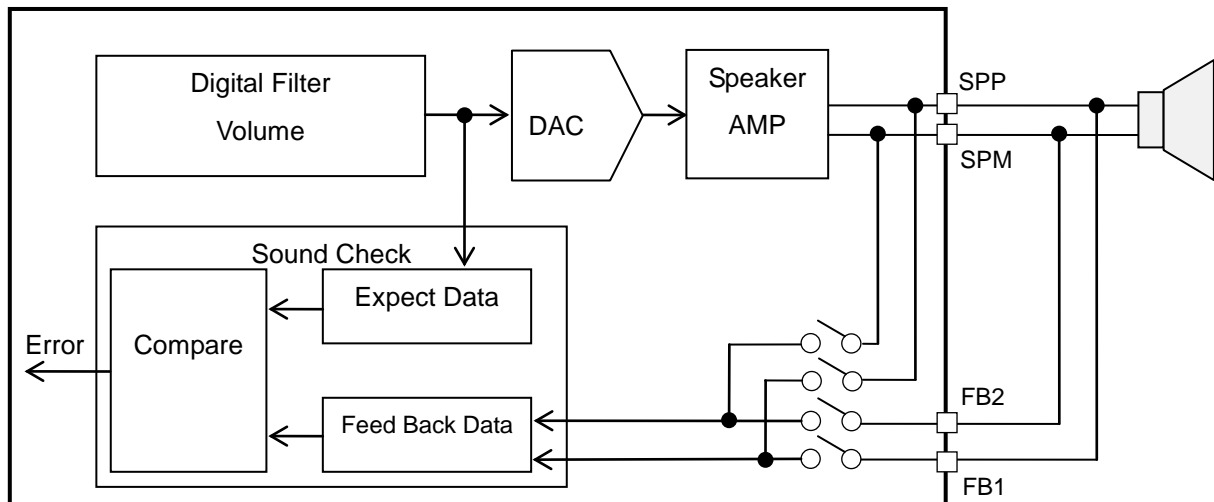 Digital Filter
Volume
DAC
Speaker
AMP
SPP
SPM
Sound Check
Expect Data
Compare
Error
Feed Back Data
FB2
FB1